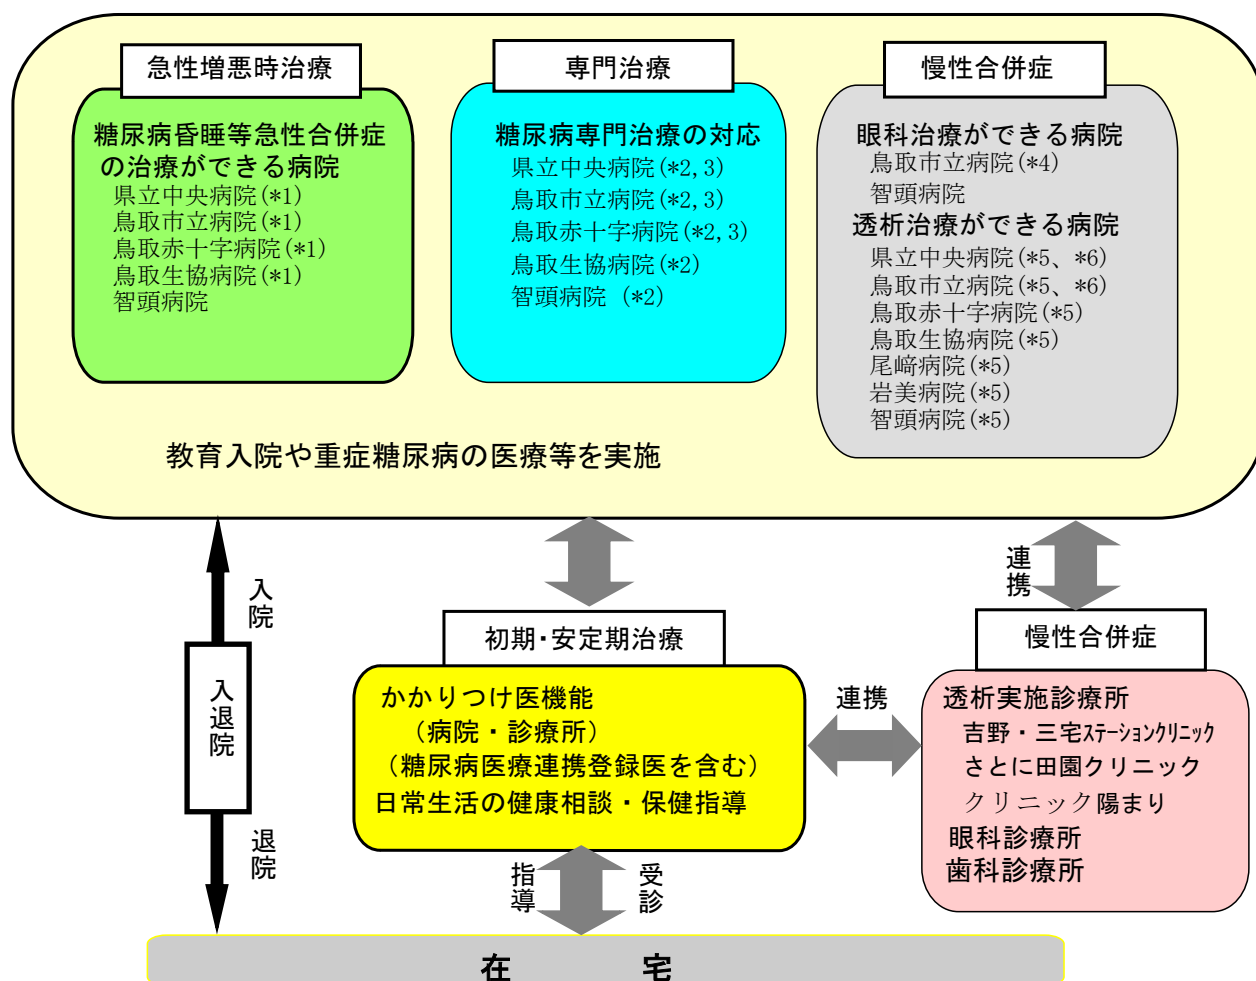 急性増悪時治療
糖尿病昏睡等急性合併症
の治療ができる病院
県立中央病院(*1)
鳥取市立病院(*1)
鳥取赤十字病院(*1)
鳥取生協病院(*1)
智頭病院
専門治療
糖尿病専門治療の対応
県立中央病院(*2,3)
鳥取市立病院(*2,3)
鳥取赤十字病院(*2,3)
鳥取生協病院(*2)
智頭病院 (*2)
慢性合併症
眼科治療ができる病院
鳥取市立病院(*4)
智頭病院
透析治療ができる病院
県立中央病院(*5、*6)
鳥取市立病院(*5、*6)
鳥取赤十字病院(*5)
鳥取生協病院(*5)
尾﨑病院(*5)
岩美病院(*5)
智頭病院(*5)
教育入院や重症糖尿病の医療等を実施
入院
入退院
退院
連携
初期・安定期治療
かかりつけ医機能
(病院・診療所)
(糖尿病医療連携登録医を含む)
日常生活の健康相談・保健指導
連携
慢性合併症
透析実施診療所
吉野・三宅ｽﾃｰｼｮﾝｸﾘﾆｯｸ
さとに田園クリニック
クリニック陽まり
眼科診療所
歯科診療所
指導
受診
在　宅